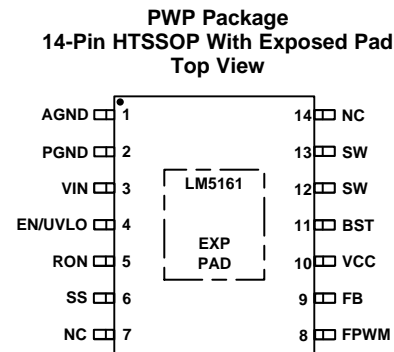 PWP Package
14-Pin HTSSOP With Exposed Pad
Top View
AGND 1 14 NC
PGND 2 13 SW
VIN 3 LM5161 12 SW
EN/UVLO 4 11 BST
EXP
RON 5 PAD 10 VCC
SS 6 9 FB
NC 7 8 FPWM